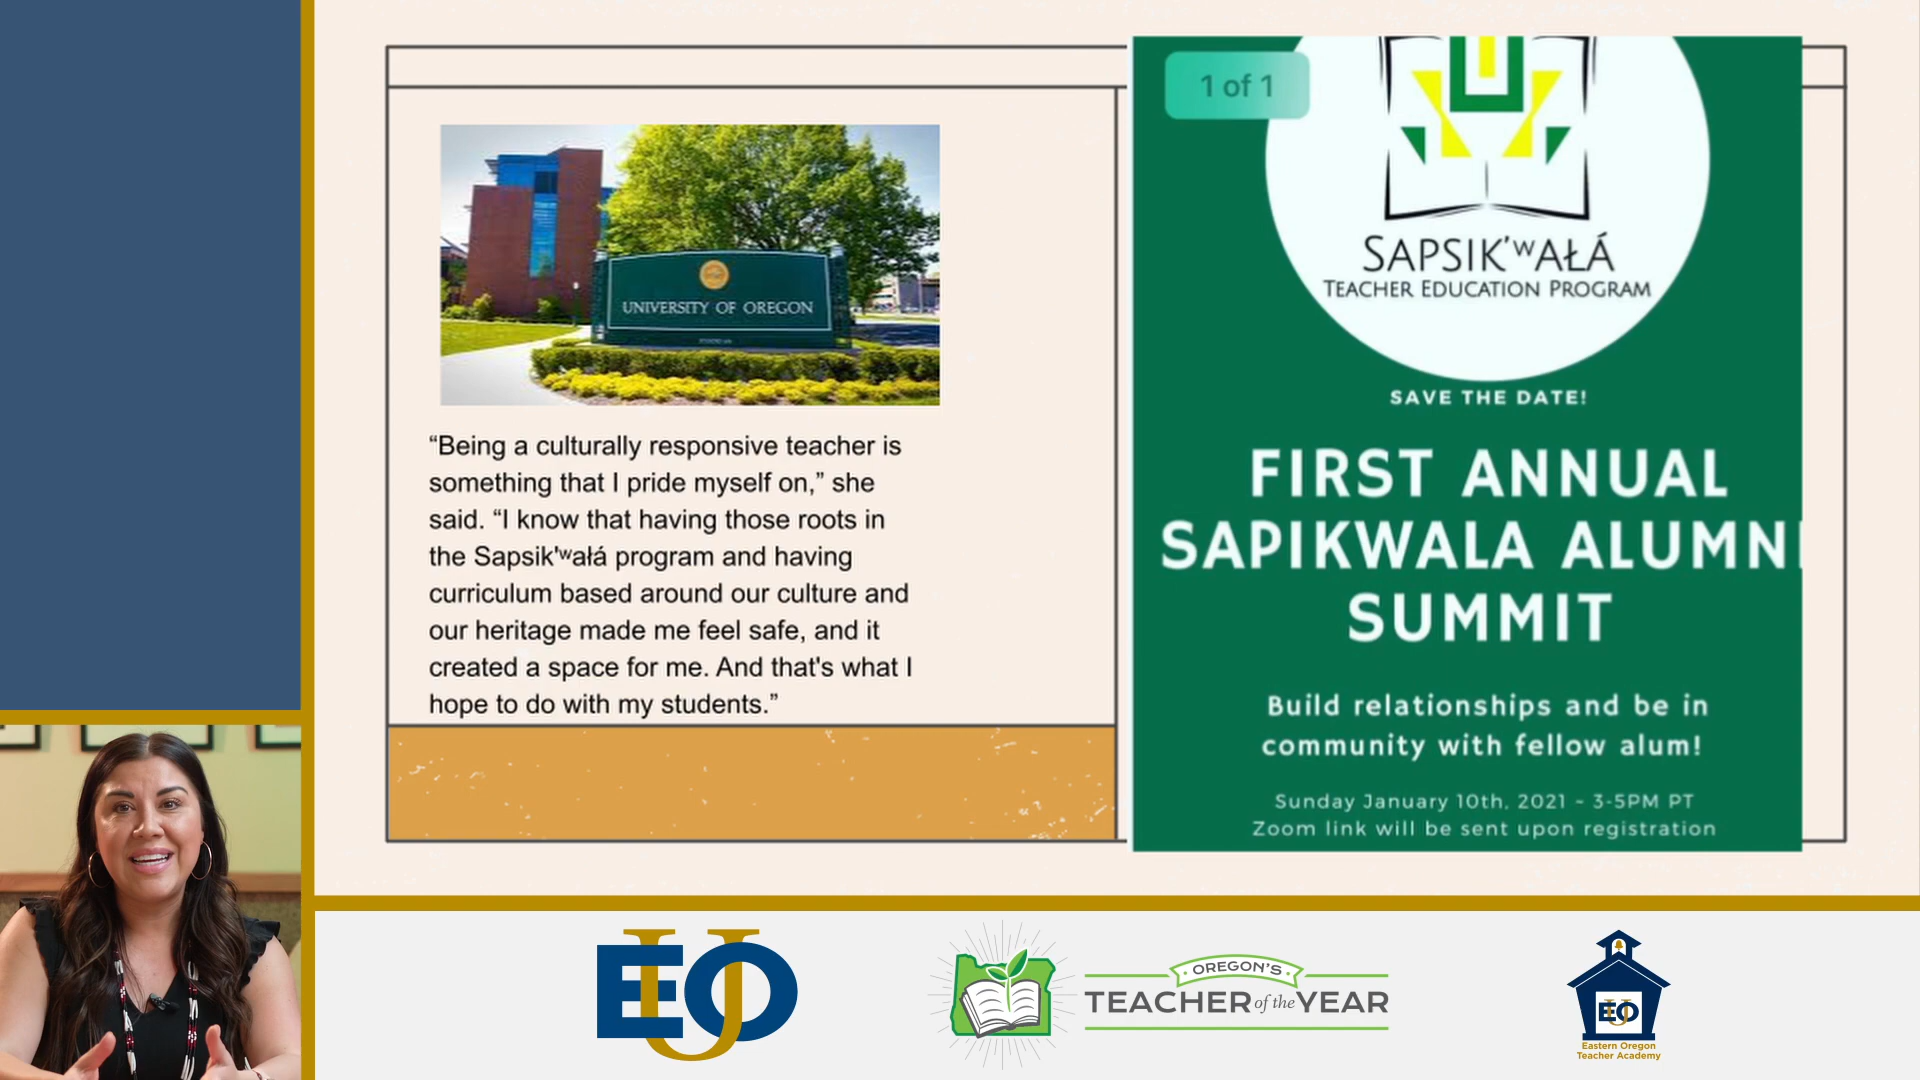 UNIVERSITY OF OREGON
“Being a culturally responsive teacher is
something that I pride myself on,” she
said. “I know that having those roots in
the Sapsik'ʷałá program and having
curriculum based around our culture and
our heritage made me feel safe, and it
created a space for me. And that's what I
hope to do with my students.”
1 of 1
SAPSIK’ʷAŁÁ
TEACHER EDUCATION PROGRAM
SAVE THE DATE!
FIRST ANNUAL
SAPIKWALA ALUMNI
SUMMIT
Build relationships and be in
community with fellow alum!
Sunday January 10th, 2021 ~ 3-5PM PT
Zoom link will be sent upon registration
EOU
OREGON'S
TEACHER of the YEAR
EOU
Eastern Oregon
Teacher Academy